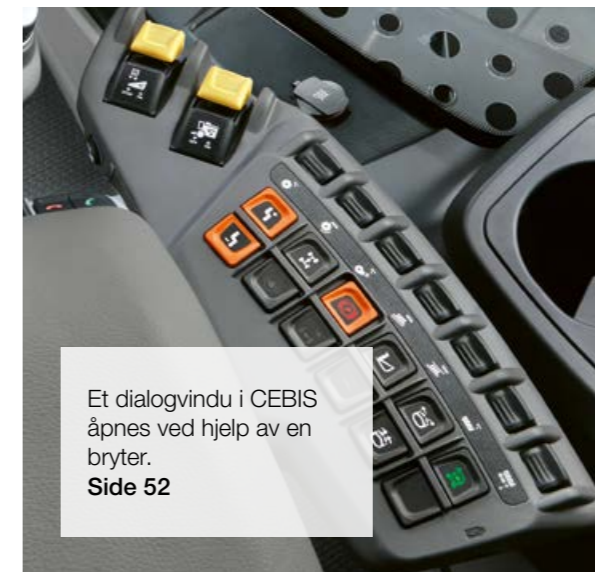 Et dialogvindu i CEBIS
åpnes ved hjelp av en
bryter.
Side 52